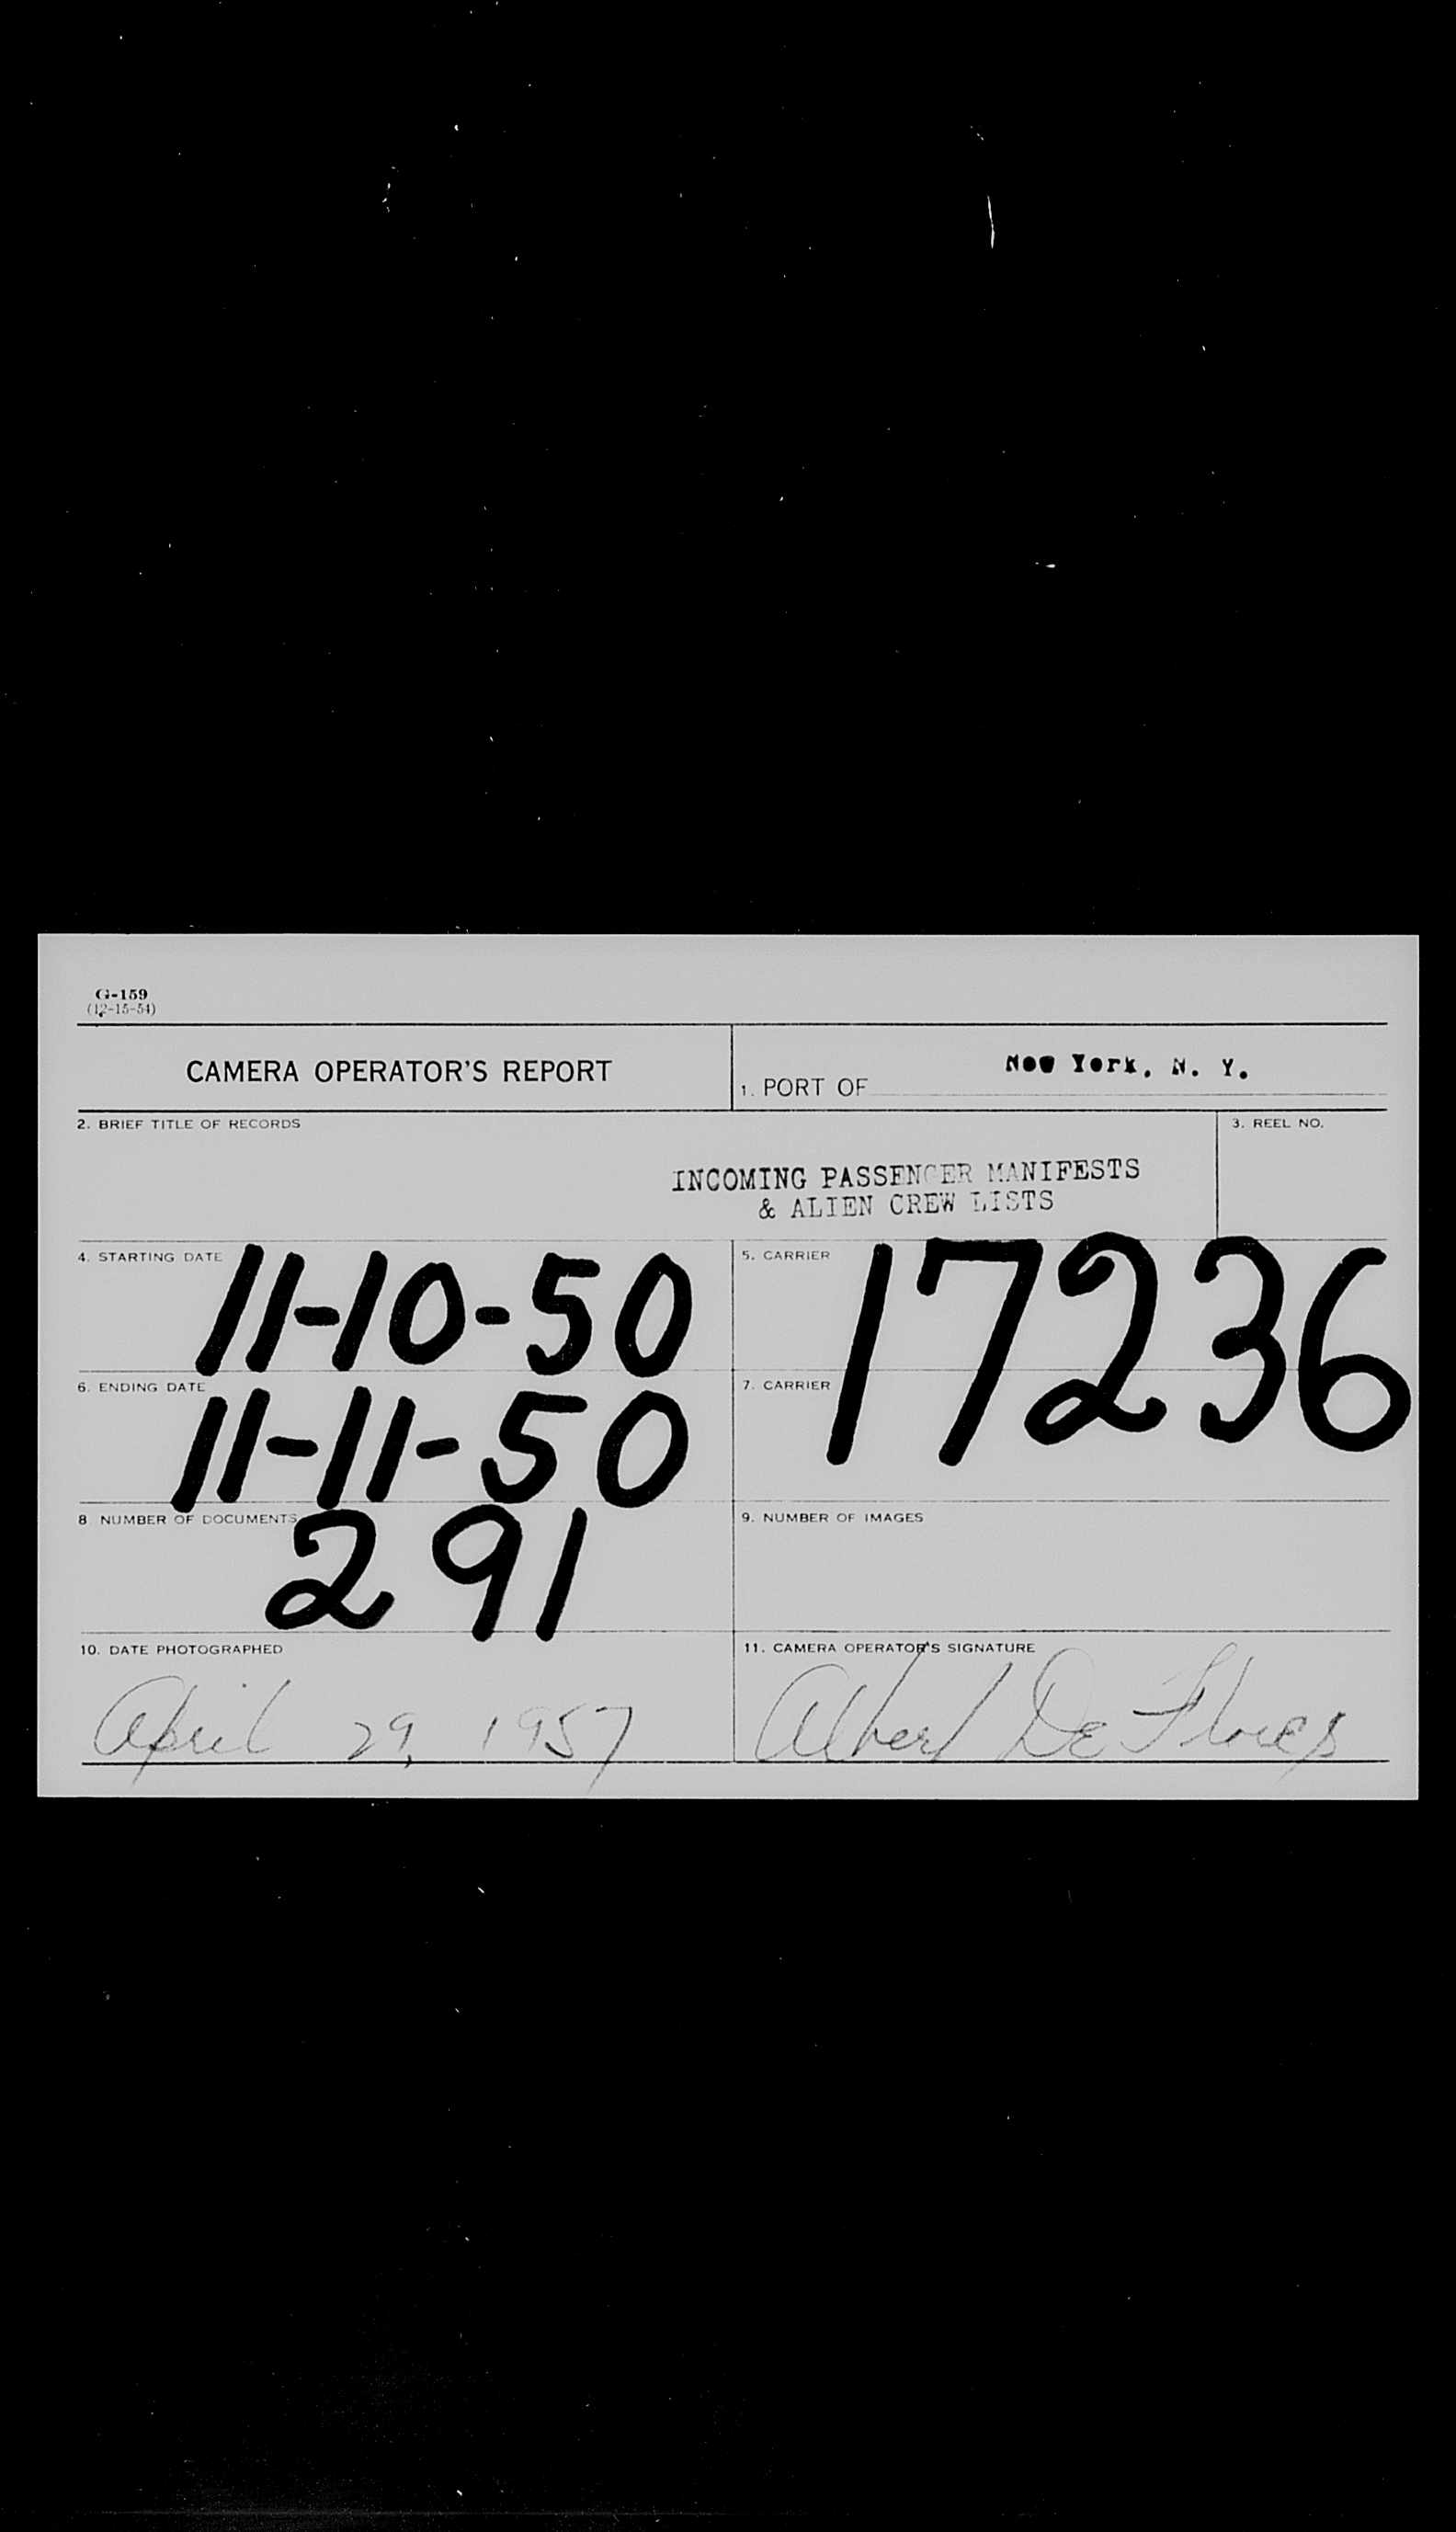 G-159
(12-15-54)
CAMERA OPERATOR'S REPORT
1. PORT OF New York, N. Y.
2. BRIEF TITLE OF RECORDS
3. REEL NO.
INCOMING PASSENGER MANIFESTS
& ALIEN CREW LISTS
4. STARTING DATE 11-10-50
5. CARRIER 17236
6. ENDING DATE 11-11-50
7. CARRIER
8. NUMBER OF DOCUMENTS 291
9. NUMBER OF IMAGES
10. DATE PHOTOGRAPHED
April 29, 1957
11. CAMERA OPERATOR'S SIGNATURE
Albert De Flores